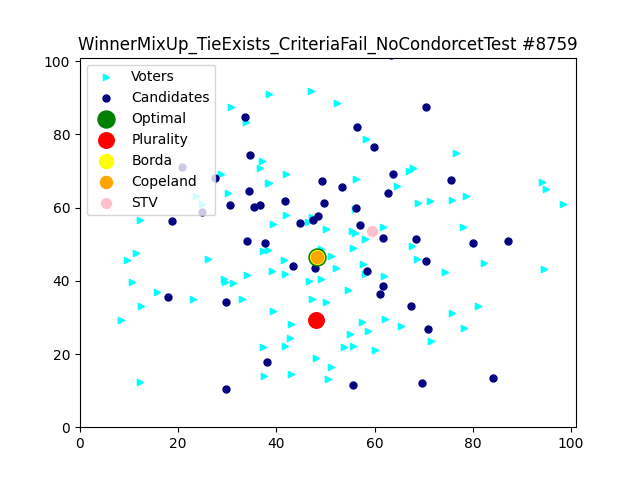 WinnerMixUp_TieExists_CriteriaFail_NoCondorcetTest #8759
100
80
60
40
20
0
0 20 40 60 80 100
Voters
Candidates
Optimal
Plurality
Borda
Copeland
STV